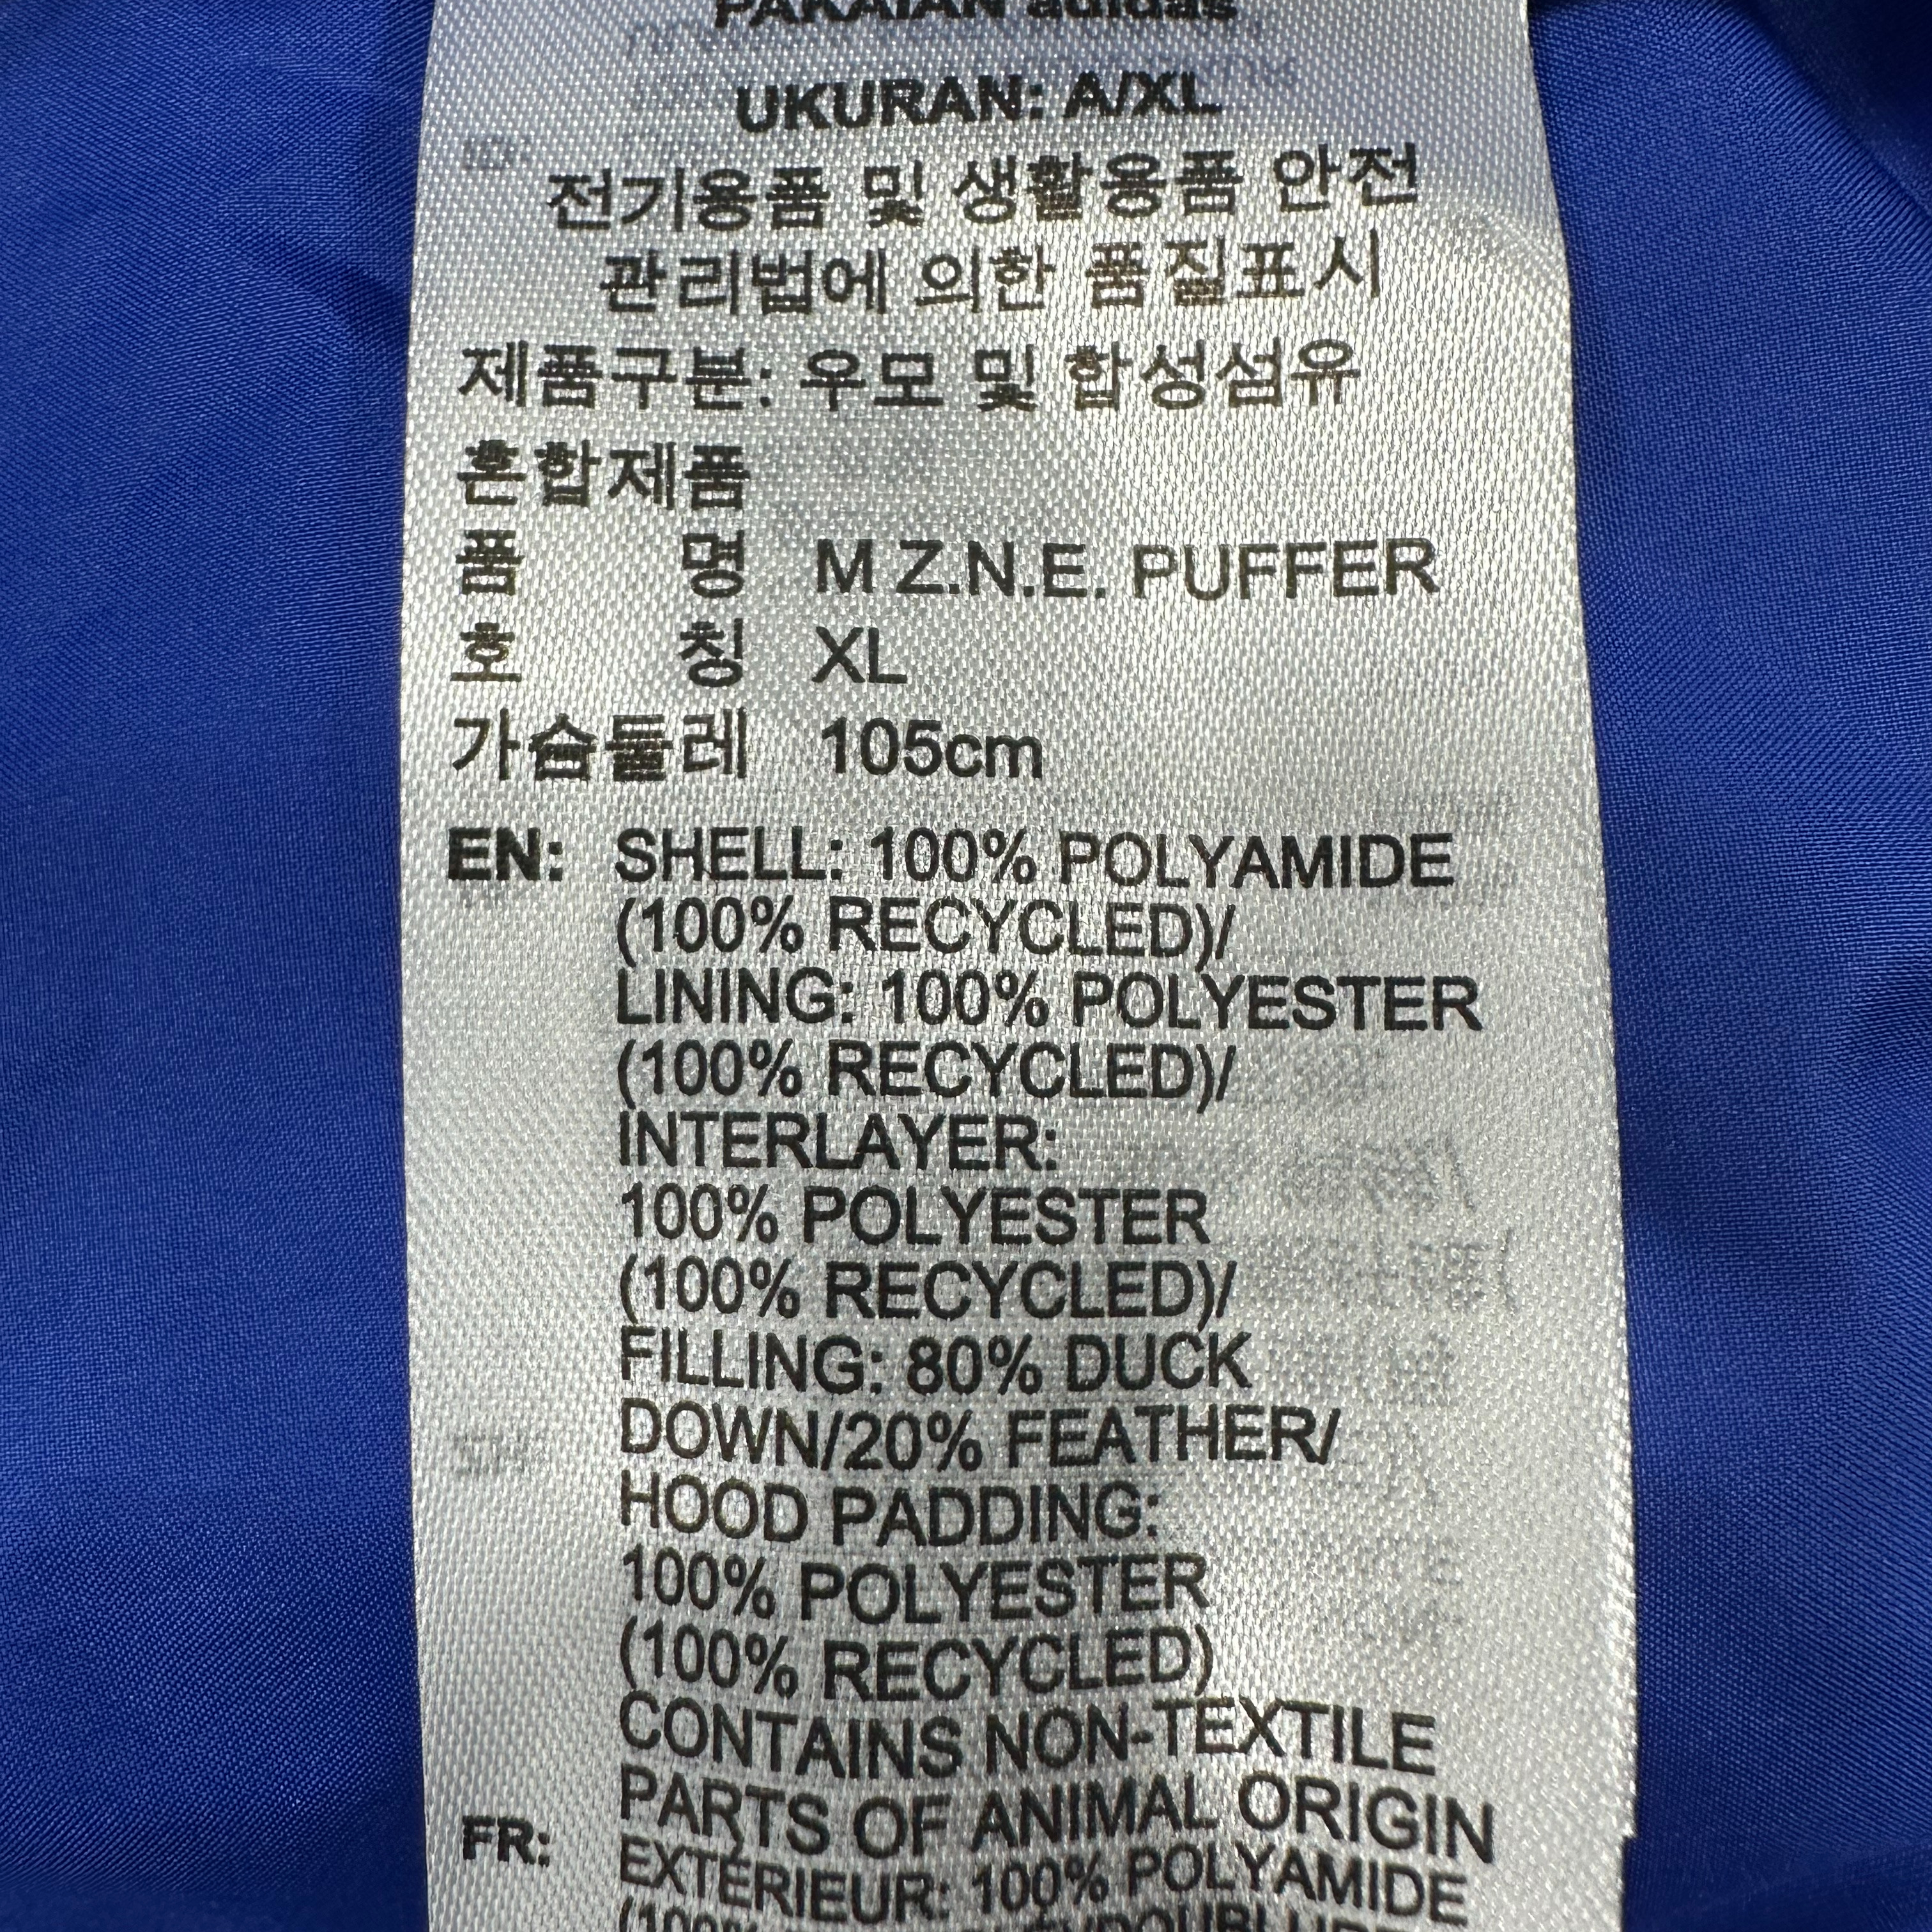 PAKAIAN adidas
UKURAN: A/XL
전기용품 및 생활용품 안전
관리법에 의한 품질표시
제품구분: 우모 및 합성섬유
혼합제품
품 명 M Z.N.E. PUFFER
호 칭 XL
가슴둘레 105cm
EN: SHELL: 100% POLYAMIDE
(100% RECYCLED)/
LINING: 100% POLYESTER
(100% RECYCLED)/
INTERLAYER:
100% POLYESTER
(100% RECYCLED)/
FILLING: 80% DUCK
DOWN/20% FEATHER/
HOOD PADDING:
100% POLYESTER
(100% RECYCLED)
CONTAINS NON-TEXTILE
PARTS OF ANIMAL ORIGIN
FR: EXTÉRIEUR: 100% POLYAMIDE